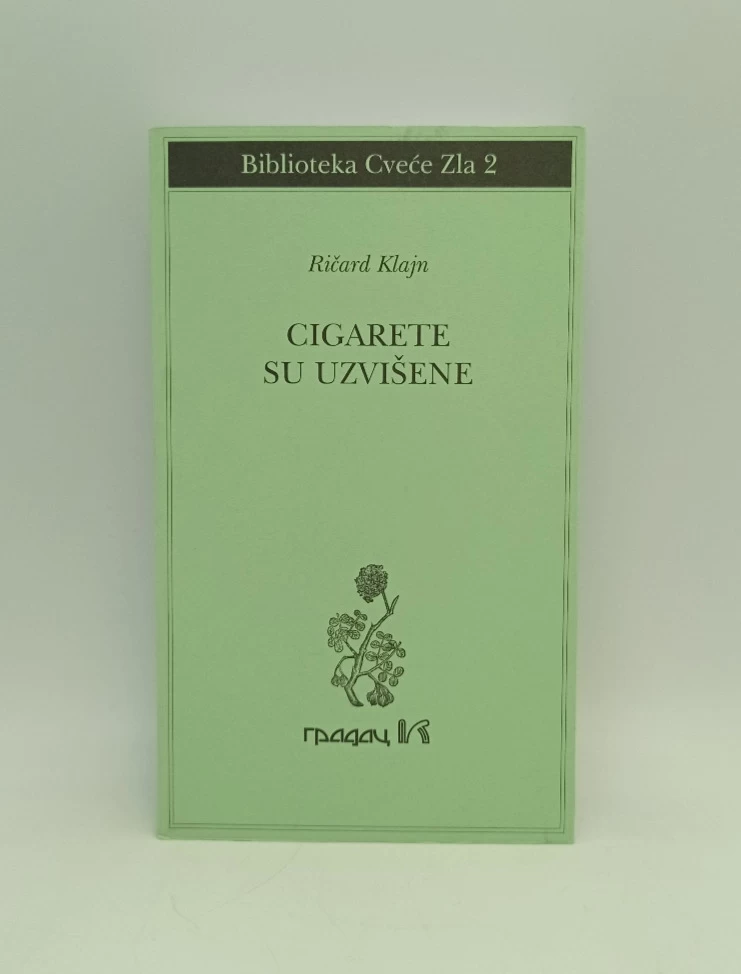 Biblioteka Cveće Zla 2
Ričard Klajn
CIGARETE
SU UZVIŠENE
градац K